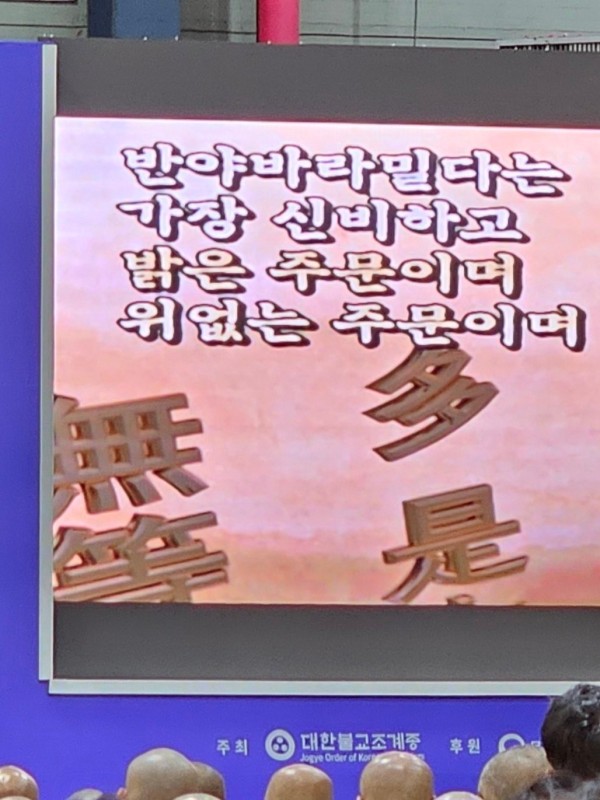 반야바라밀다는
가장 신비하고
밝은 주문이며
위없는 주문이며
多
是
無
等
주최 대한불교조계종 후원
Jogye Order of Korean